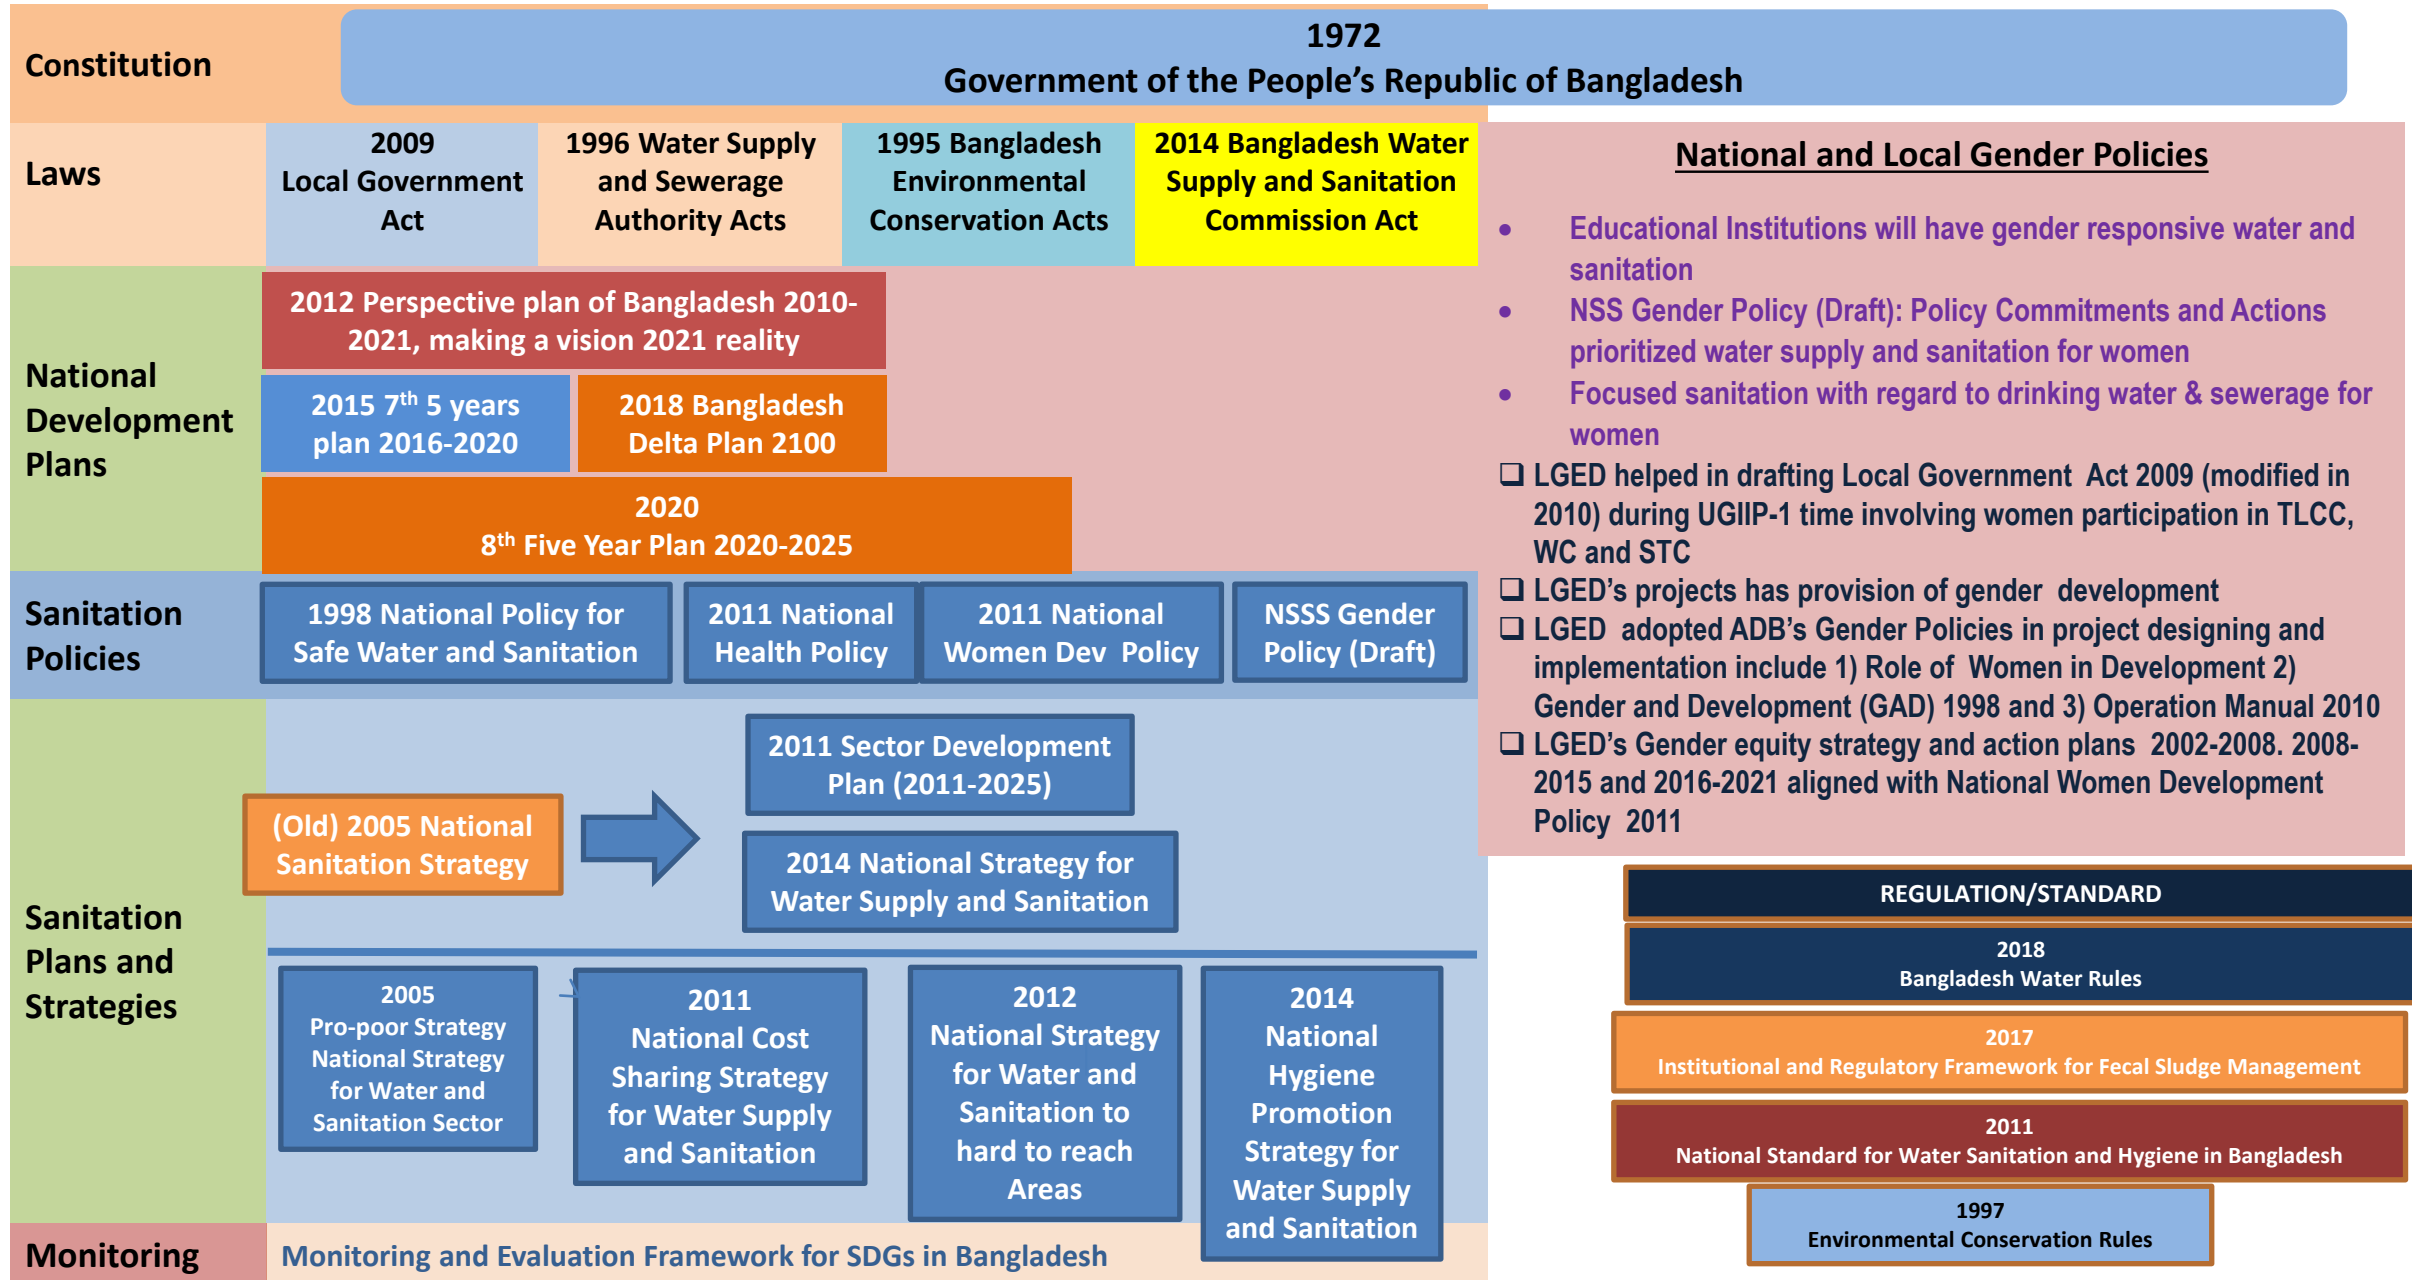 Constitution
1972
Government of the People's Republic of Bangladesh
Laws
2009
Local Government
Act
1996 Water Supply
and Sewerage
Authority Acts
1995 Bangladesh
Environmental
Conservation Acts
2014 Bangladesh Water
Supply and Sanitation
Commission Act
National
Development
Plans
2012 Perspective plan of Bangladesh 2010-
2021, making a vision 2021 reality
2015 7th 5 years
plan 2016-2020
2018 Bangladesh
Delta Plan 2100
2020
8th Five Year Plan 2020-2025
Sanitation
Policies
1998 National Policy for
Safe Water and Sanitation
2011 National
Health Policy
2011 National
Women Dev Policy
NSSS Gender
Policy (Draft)
Sanitation
Plans and
Strategies
(Old) 2005 National
Sanitation Strategy
2011 Sector Development
Plan (2011-2025)
2014 National Strategy for
Water Supply and Sanitation
2005
Pro-poor Strategy
National Strategy
for Water and
Sanitation Sector
2011
National Cost
Sharing Strategy
for Water Supply
and Sanitation
2012
National Strategy
for Water and
Sanitation to
hard to reach
Areas
2014
National
Hygiene
Promotion
Strategy for
Water Supply
and Sanitation
Monitoring
Monitoring and Evaluation Framework for SDGs in Bangladesh
National and Local Gender Policies
• Educational Institutions will have gender responsive water and
sanitation
• NSS Gender Policy (Draft): Policy Commitments and Actions
prioritized water supply and sanitation for women
• Focused sanitation with regard to drinking water & sewerage for
women
❑ LGED helped in drafting Local Government Act 2009 (modified in
2010) during UGIIP-1 time involving women participation in TLCC,
WC and STC
❑ LGED's projects has provision of gender development
❑ LGED adopted ADB's Gender Policies in project designing and
implementation include 1) Role of Women in Development 2)
Gender and Development (GAD) 1998 and 3) Operation Manual 2010
❑ LGED's Gender equity strategy and action plans 2002-2008. 2008-
2015 and 2016-2021 aligned with National Women Development
Policy 2011
REGULATION/STANDARD
2018
Bangladesh Water Rules
2017
Institutional and Regulatory Framework for Fecal Sludge Management
2011
National Standard for Water Sanitation and Hygiene in Bangladesh
1997
Environmental Conservation Rules